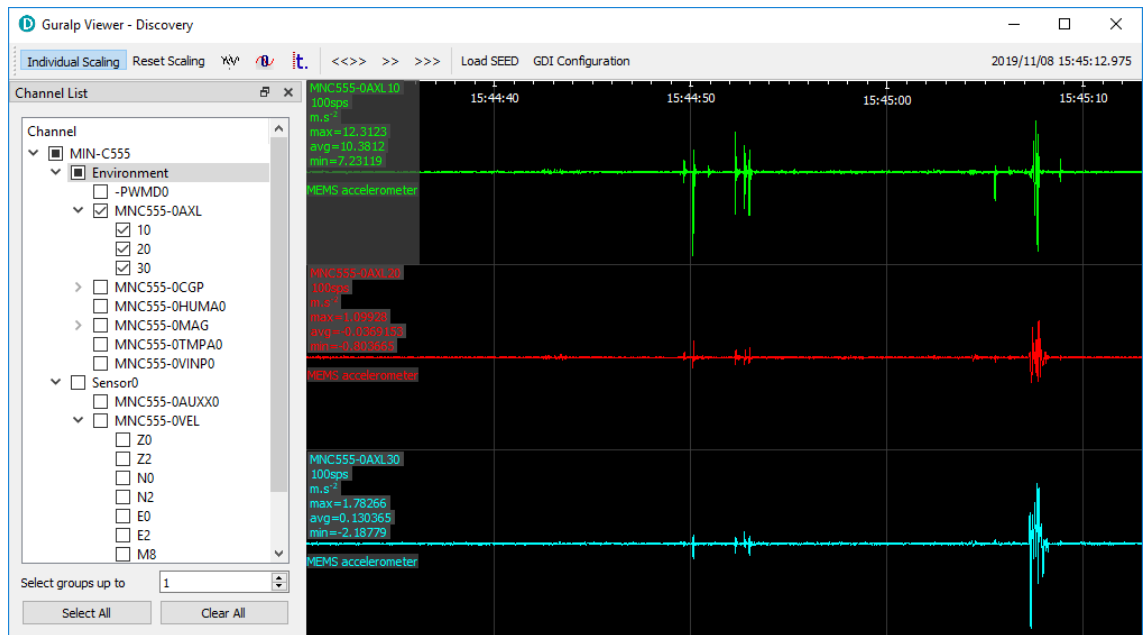 Guralp Viewer - Discovery
Individual Scaling Reset Scaling <<>> >> >>> Load SEED GDI Configuration 2019/11/08 15:45:12.975
Channel List
Channel
MIN-C555
Environment
-PWMD0
MNC555-0AXL
10
20
30
MNC555-0CGP
MNC555-0HUMA0
MNC555-0MAG
MNC555-0TMPA0
MNC555-0VINP0
Sensor0
MNC555-0AUXX0
MNC555-0VEL
Z0
Z2
N0
N2
E0
E2
M8
Select groups up to 1
Select All Clear All
15:44:40 15:44:50 15:45:00 15:45:10
MNC555-0AXL10
100sps
m.s⁻²
max=12.3123
avg=10.3812
min=7.23119
MEMS accelerometer
MNC555-0AXL20
100sps
m.s⁻²
max=1.09928
avg=-0.0369153
min=-0.803665
MEMS accelerometer
MNC555-0AXL30
100sps
m.s⁻²
max=1.78266
avg=0.130365
min=-2.18779
MEMS accelerometer